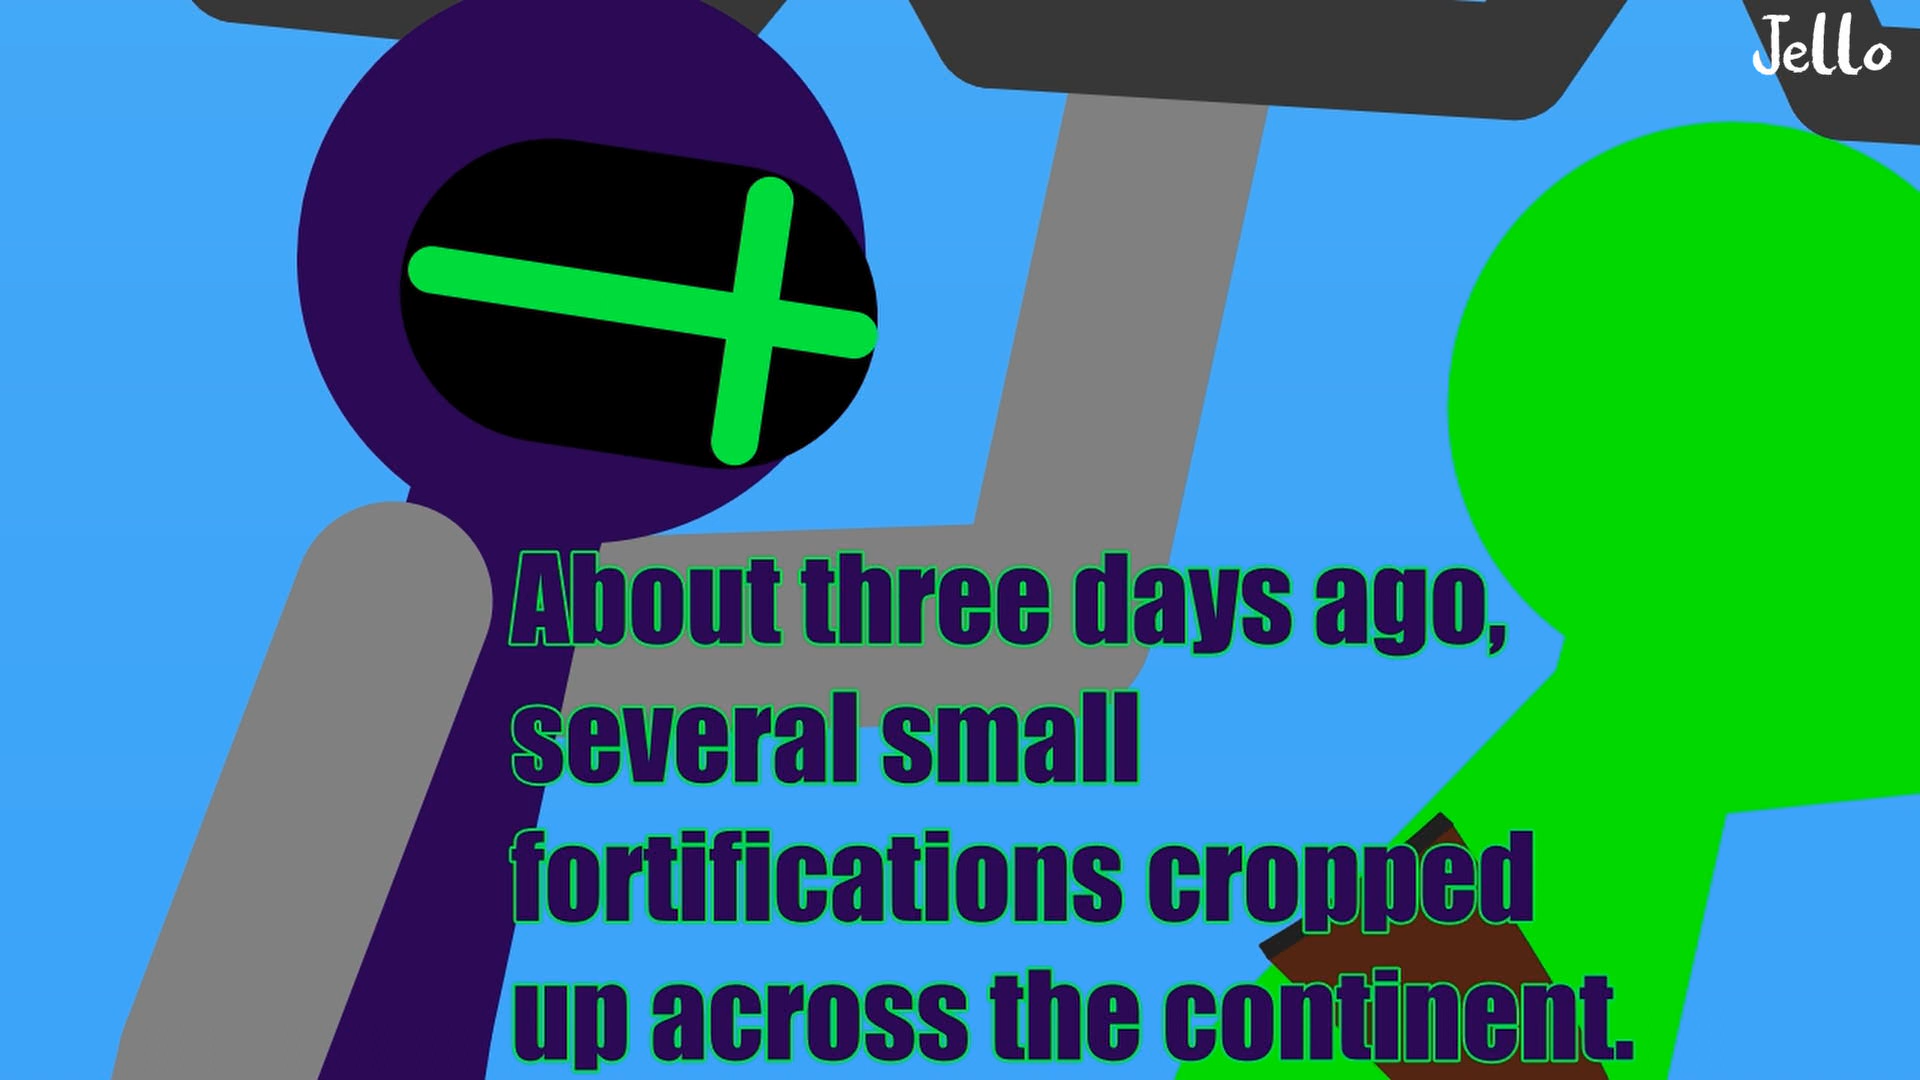 Jello
About three days ago,
several small
fortifications cropped
up across the continent.